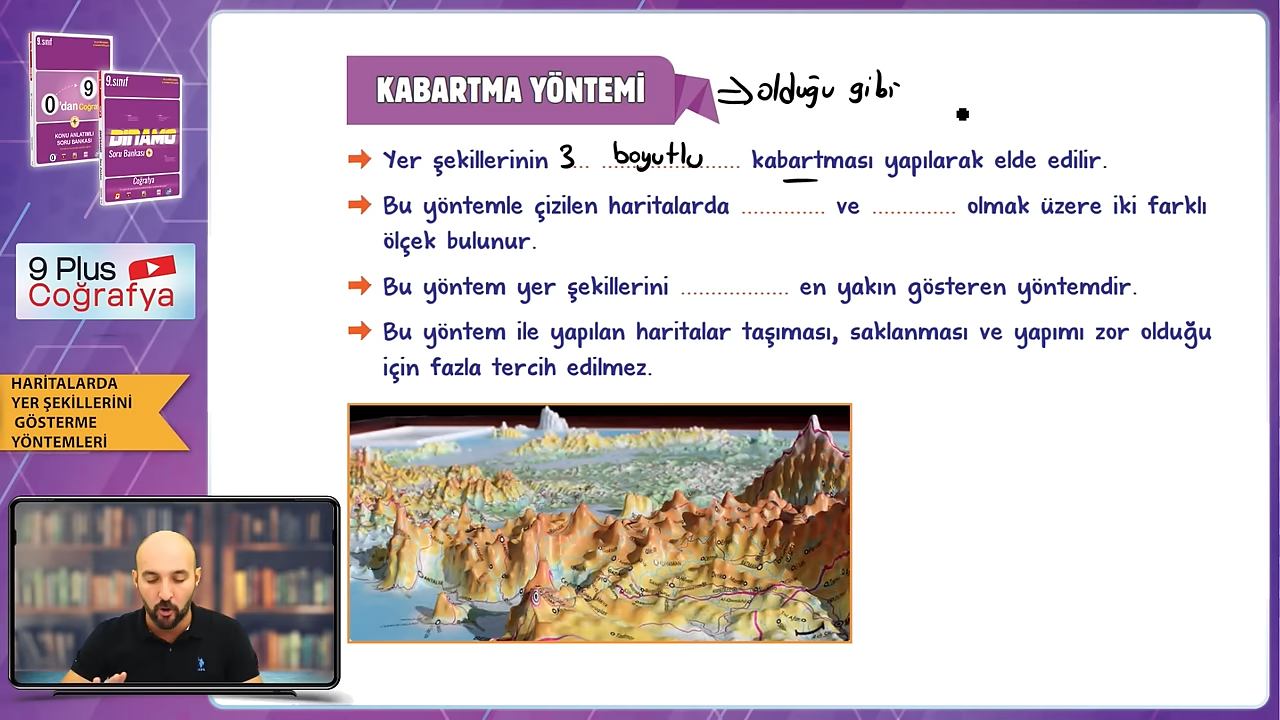 9.sınıf
0'dan
9
Coğrafya
KONU ANLATIMLI
SORU BANKASI
9.sınıf
DİNAMO
Soru Bankası
Coğrafya
9 Plus
Coğrafya
HARİTALARDA
YER ŞEKİLLERİNİ
GÖSTERME
YÖNTEMLERİ
KABARTMA YÖNTEMİ ⇒ olduğu gibi
Yer şekillerinin 3... boyutlu ...... kabartması yapılarak elde edilir.
Bu yöntemle çizilen haritalarda .............. ve .............. olmak üzere iki farklı
ölçek bulunur.
Bu yöntem yer şekillerini .................. en yakın gösteren yöntemdir.
Bu yöntem ile yapılan haritalar taşıması, saklanması ve yapımı zor olduğu
için fazla tercih edilmez.